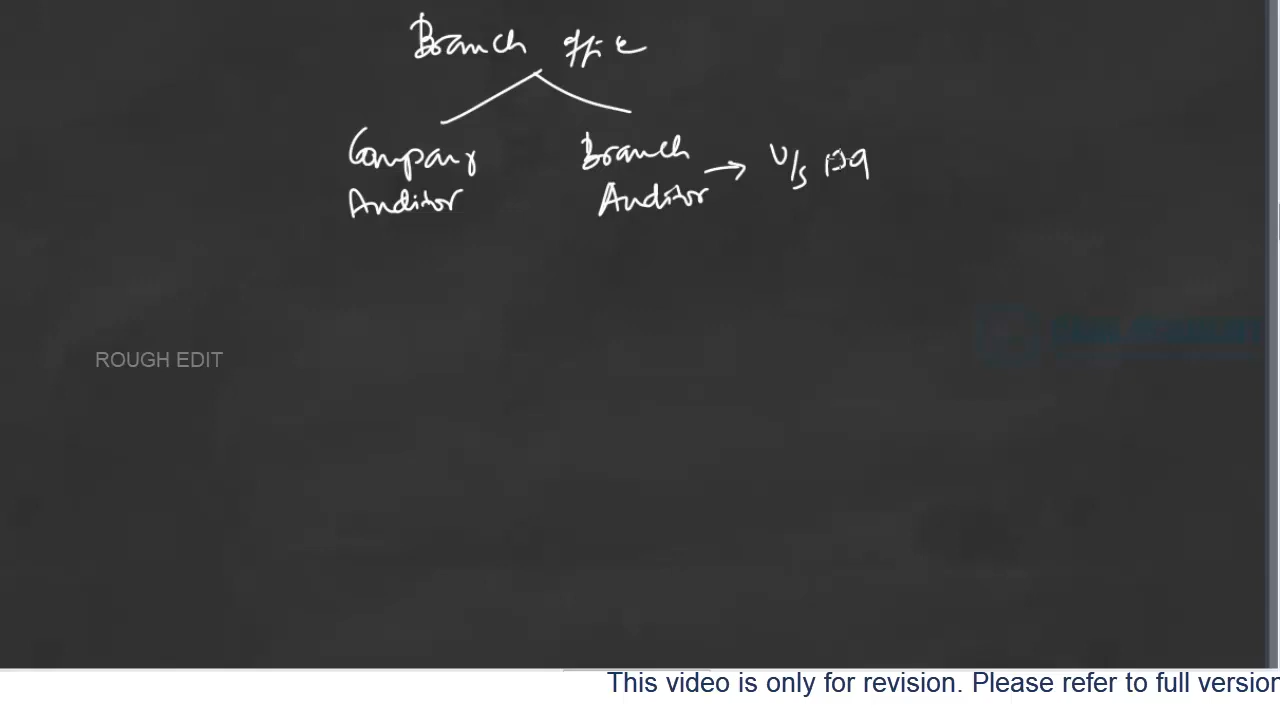 Branch office
Company Auditor
Branch Auditor → U/s 139
ROUGH EDIT
This video is only for revision. Please refer to full version